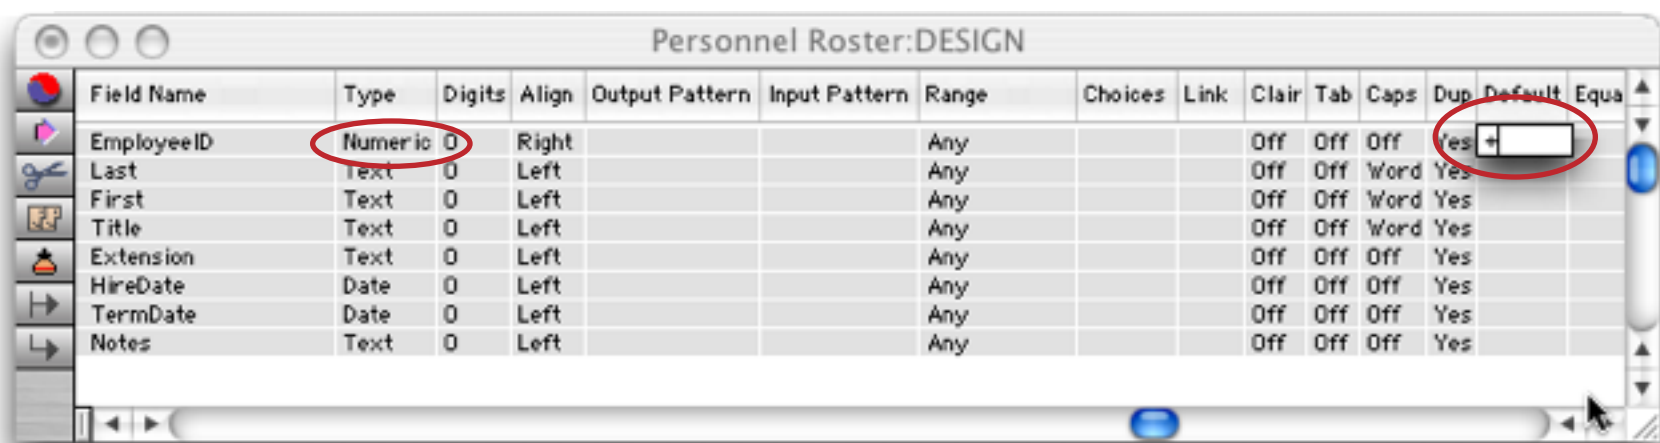 Personnel Roster:DESIGN
Field Name Type Digits Align Output Pattern Input Pattern Range Choices Link Clair Tab Caps Dup Default Equa
EmployeeID Numeric 0 Right Any Off Off Off Yes +
Last Text 0 Left Any Off Off Word Yes
First Text 0 Left Any Off Off Word Yes
Title Text 0 Left Any Off Off Word Yes
Extension Text 0 Left Any Off Off Off Yes
HireDate Date 0 Left Any Off Off Off Yes
TermDate Date 0 Left Any Off Off Off Yes
Notes Text 0 Left Any Off Off Off Yes